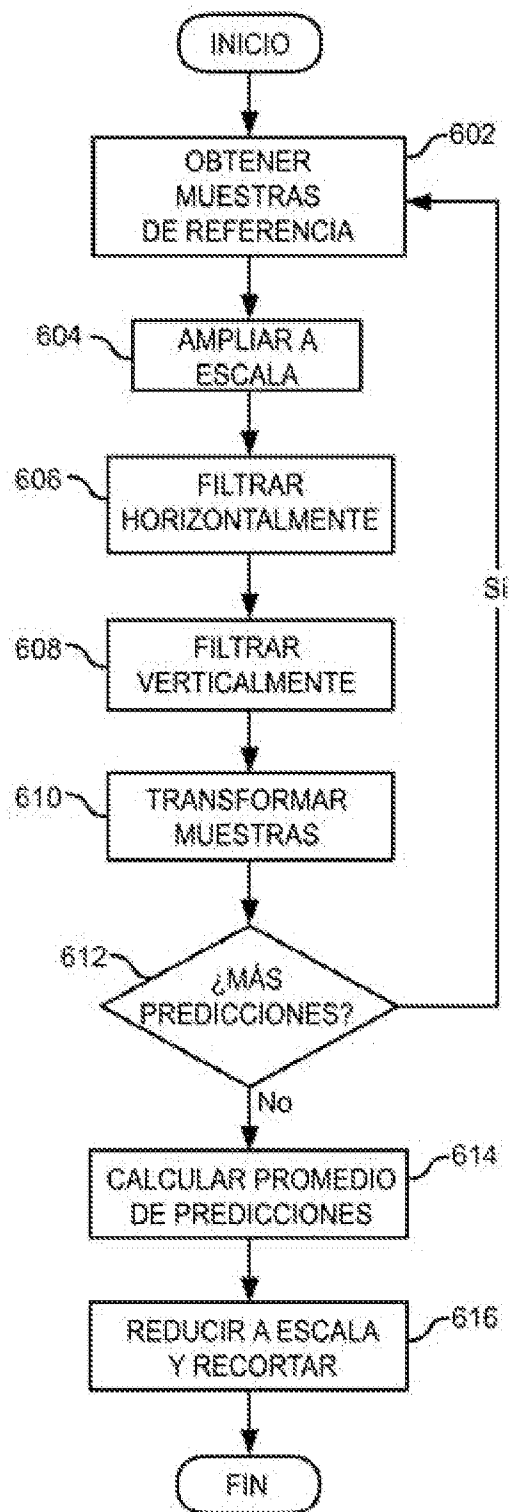 INICIO
602
OBTENER
MUESTRAS
DE REFERENCIA
604
AMPLIAR A
ESCALA
606
FILTRAR
HORIZONTALMENTE
Sí
608
FILTRAR
VERTICALMENTE
610
TRANSFORMAR
MUESTRAS
612
¿MÁS
PREDICCIONES?
No
614
CALCULAR PROMEDIO
DE PREDICCIONES
616
REDUCIR A ESCALA
Y RECORTAR
FIN